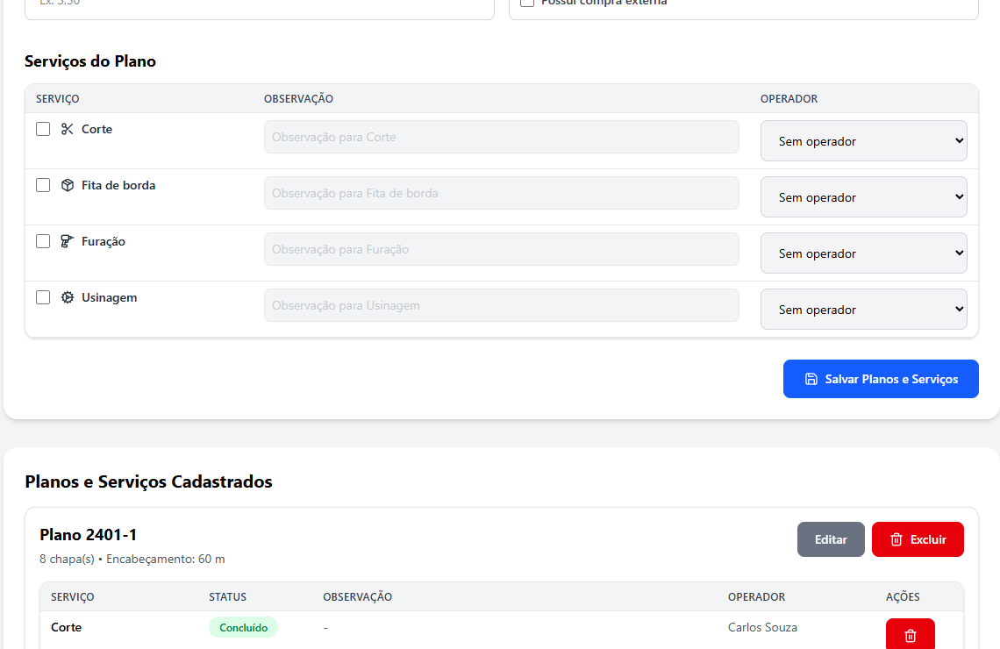 Ex. 5,50
Possui compra externa
Serviços do Plano
SERVIÇO OBSERVAÇÃO OPERADOR
Corte Observação para Corte Sem operador
Fita de borda Observação para Fita de borda Sem operador
Furação Observação para Furação Sem operador
Usinagem Observação para Usinagem Sem operador
Salvar Planos e Serviços
Planos e Serviços Cadastrados
Plano 2401-1
8 chapa(s) • Encabeçamento: 60 m
Editar Excluir
SERVIÇO STATUS OBSERVAÇÃO OPERADOR AÇÕES
Corte Concluído - Carlos Souza